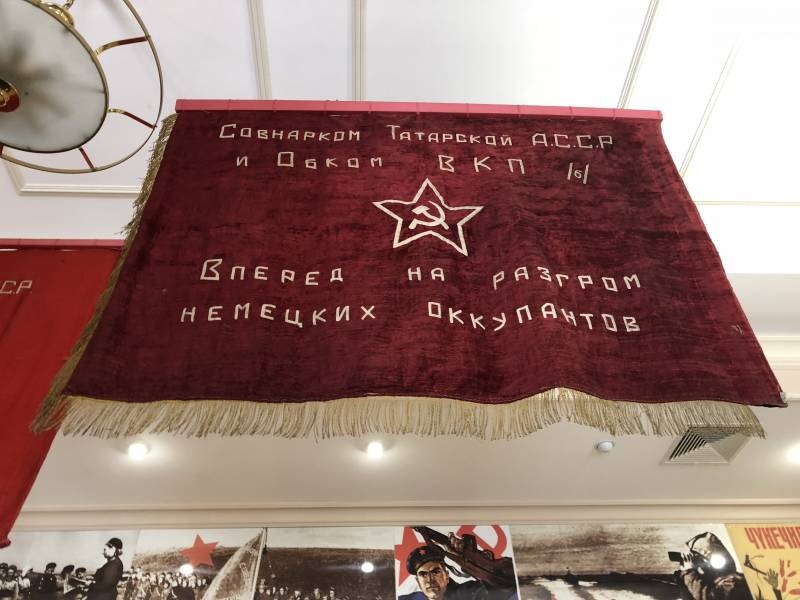 Совнарком Татарской А.С.С.Р
и Обком ВКП /б/
Вперед на разгром
немецких оккупантов
С.Р